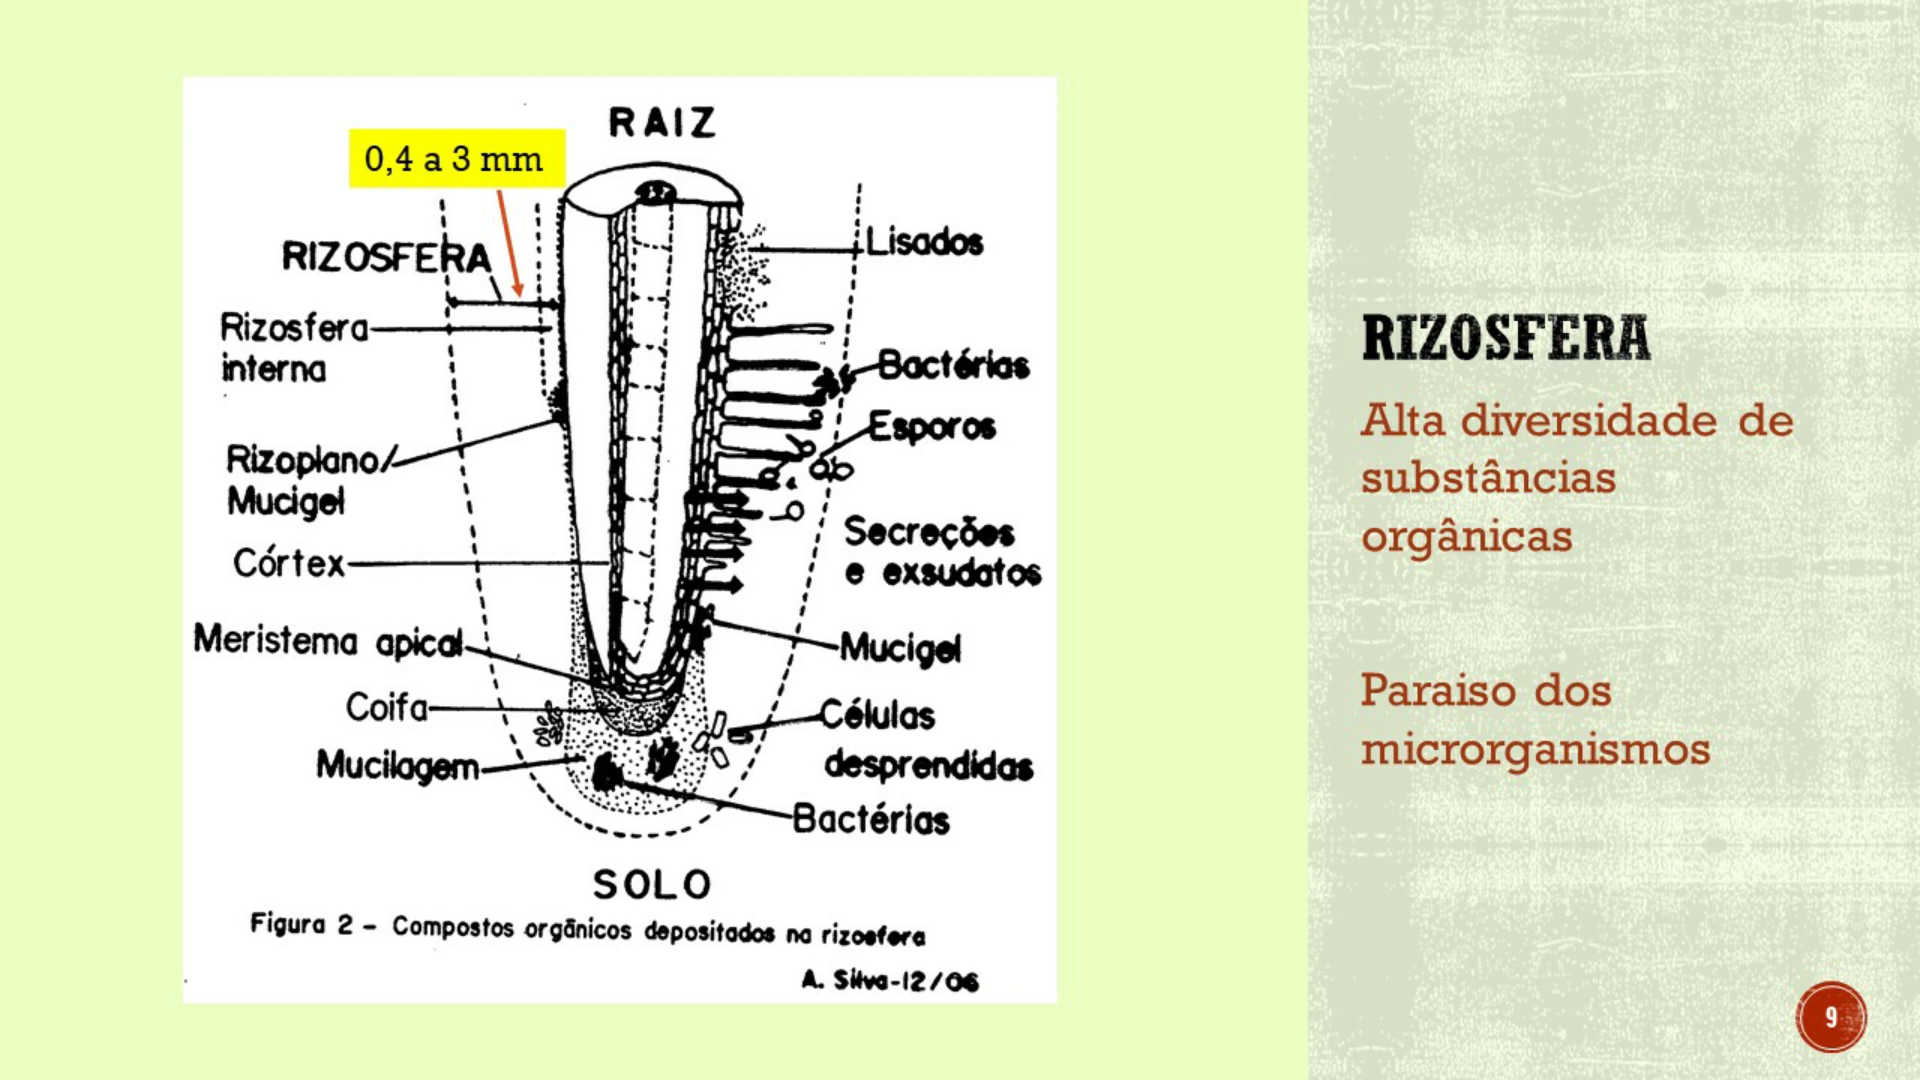 RAIZ
0,4 a 3 mm
RIZOSFERA
Rizosfera
interna
Rizoplano/
Mucigel
Córtex
Meristema apical
Coifa
Mucilagem
Lisados
Bactérias
Esporos
Secreções
e exsudatos
Mucigel
Células
desprendidas
Bactérias
SOLO
Figura 2 - Compostos orgânicos depositados na rizosfera
A. Silva-12/06
RIZOSFERA
Alta diversidade de
substâncias
orgânicas
Paraiso dos
microrganismos
9